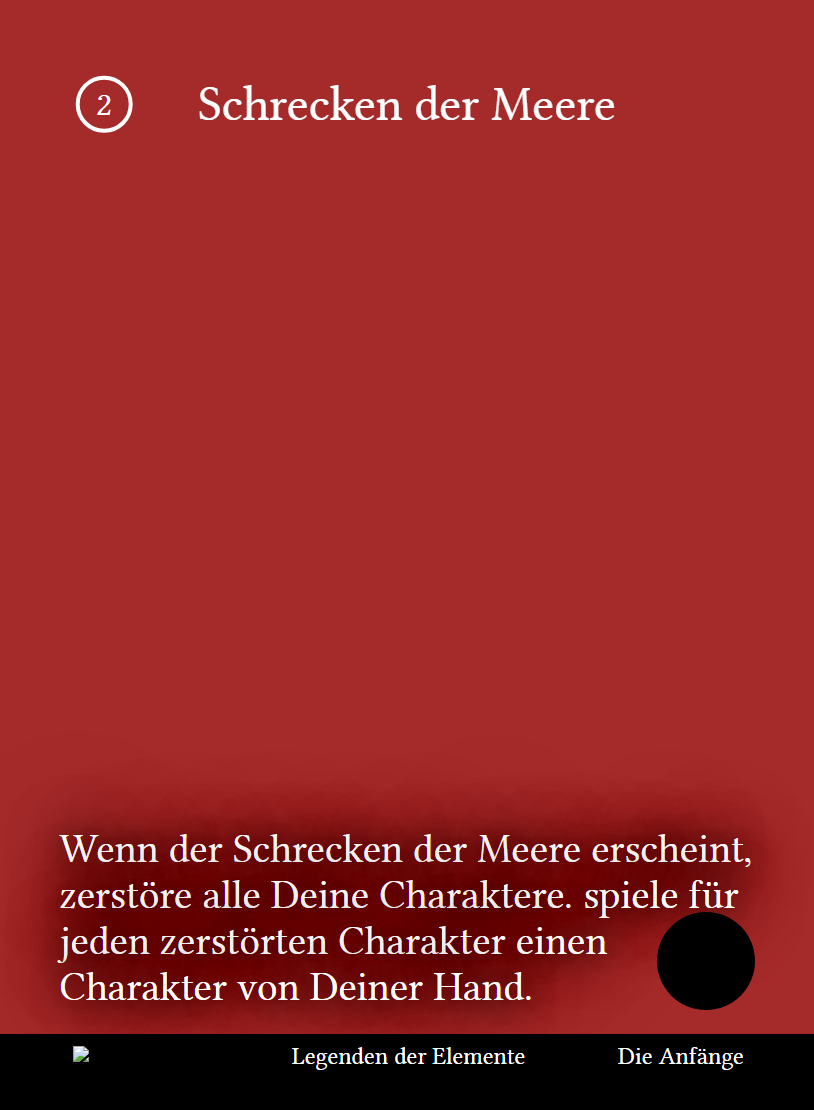 2
Schrecken der Meere
Wenn der Schrecken der Meere erscheint,
zerstöre alle Deine Charaktere. spiele für
jeden zerstörten Charakter einen
Charakter von Deiner Hand.
Legenden der Elemente
Die Anfänge